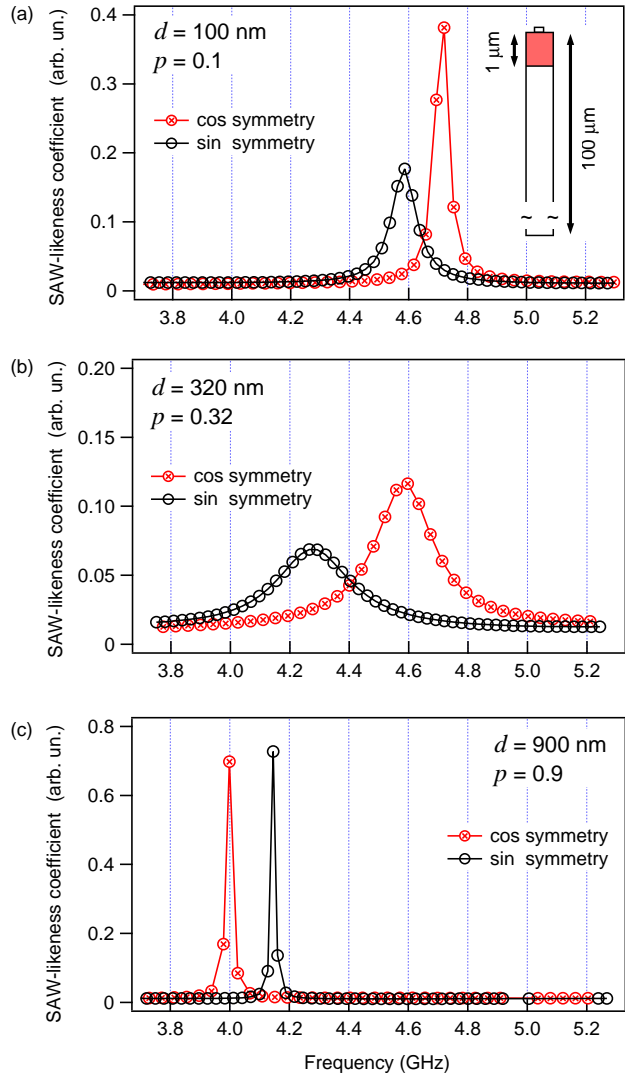 (a)
SAW-likeness coefficient (arb. un.)
0.4
0.3
0.2
0.1
0
d = 100 nm
p = 0.1
cos symmetry
sin symmetry
1 µm
100 µm
~ ~
3.8 4.0 4.2 4.4 4.6 4.8 5.0 5.2
(b)
SAW-likeness coefficient (arb. un.)
0.20
0.15
0.10
0.05
0
d = 320 nm
p = 0.32
cos symmetry
sin symmetry
3.8 4.0 4.2 4.4 4.6 4.8 5.0 5.2
(c)
SAW-likeness coefficient (arb. un.)
0.8
0.6
0.4
0.2
0
d = 900 nm
p = 0.9
cos symmetry
sin symmetry
3.8 4.0 4.2 4.4 4.6 4.8 5.0 5.2
Frequency (GHz)